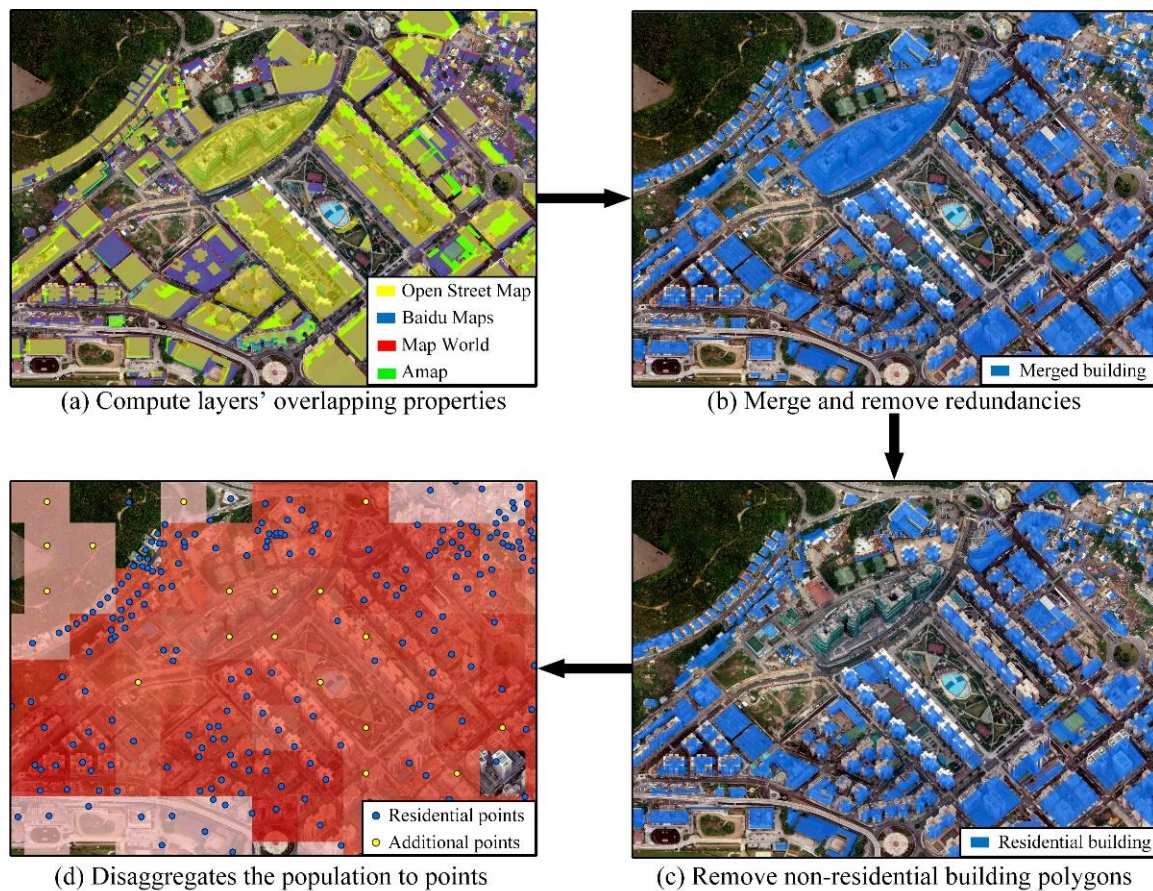 Open Street Map
Baidu Maps
Map World
Amap
(a) Compute layers' overlapping properties
Merged building
(b) Merge and remove redundancies
Residential points
Additional points
(d) Disaggregates the population to points
Residential building
(c) Remove non-residential building polygons